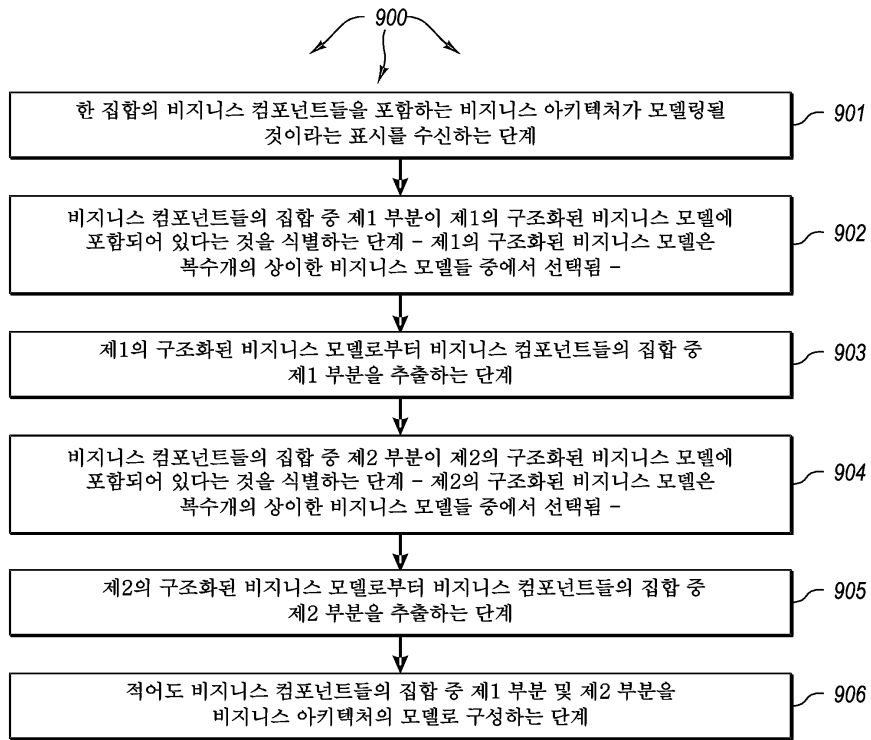 900
한 집합의 비지니스 컴포넌트들을 포함하는 비지니스 아키텍처가 모델링될
것이라는 표시를 수신하는 단계
901
비지니스 컴포넌트들의 집합 중 제1 부분이 제1의 구조화된 비지니스 모델에
포함되어 있다는 것을 식별하는 단계 - 제1의 구조화된 비지니스 모델은
복수개의 상이한 비지니스 모델들 중에서 선택됨 -
902
제1의 구조화된 비지니스 모델로부터 비지니스 컴포넌트들의 집합 중
제1 부분을 추출하는 단계
903
비지니스 컴포넌트들의 집합 중 제2 부분이 제2의 구조화된 비지니스 모델에
포함되어 있다는 것을 식별하는 단계 - 제2의 구조화된 비지니스 모델은
복수개의 상이한 비지니스 모델들 중에서 선택됨 -
904
제2의 구조화된 비지니스 모델로부터 비지니스 컴포넌트들의 집합 중
제2 부분을 추출하는 단계
905
적어도 비지니스 컴포넌트들의 집합 중 제1 부분 및 제2 부분을
비지니스 아키텍처의 모델로 구성하는 단계
906